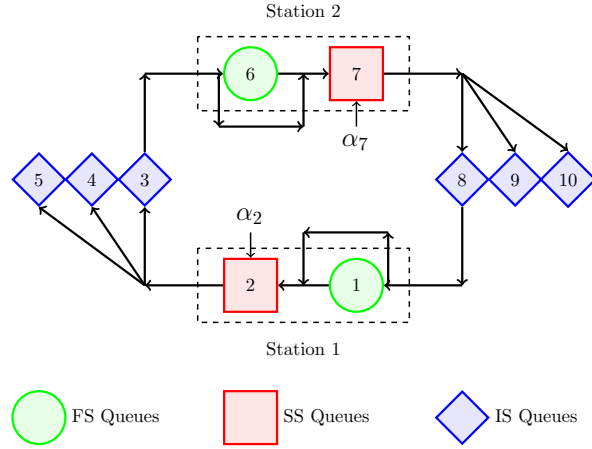 Station 2
6
7
α₇
5
4
3
8
9
10
α₂
2
1
Station 1
FS Queues
SS Queues
IS Queues